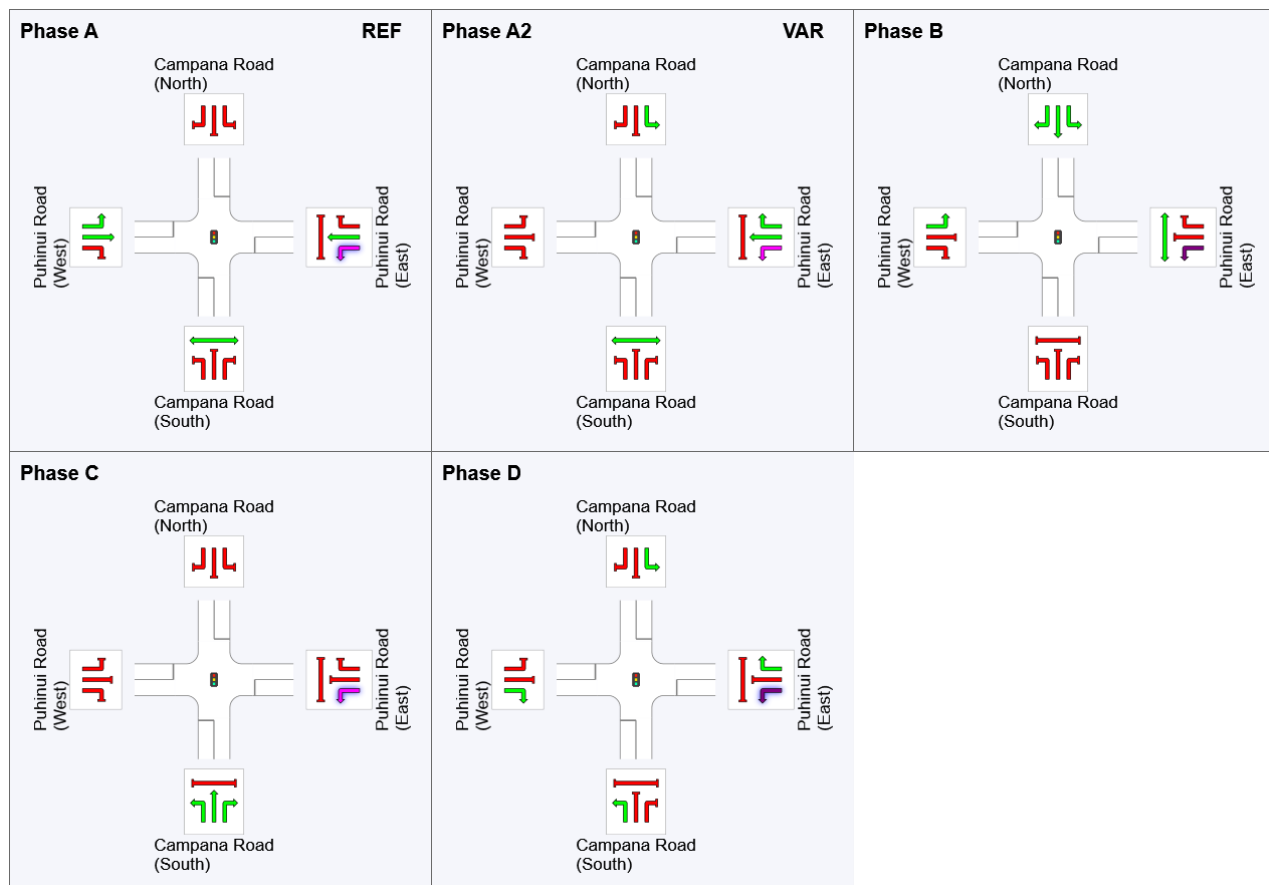 Phase A
REF
Campana Road
(North)
Puhinui Road
(West)
Puhinui Road
(East)
Campana Road
(South)
Phase A2
VAR
Campana Road
(North)
Puhinui Road
(West)
Puhinui Road
(East)
Campana Road
(South)
Phase B
Campana Road
(North)
Puhinui Road
(West)
Puhinui Road
(East)
Campana Road
(South)
Phase C
Campana Road
(North)
Puhinui Road
(West)
Puhinui Road
(East)
Campana Road
(South)
Phase D
Campana Road
(North)
Puhinui Road
(West)
Puhinui Road
(East)
Campana Road
(South)